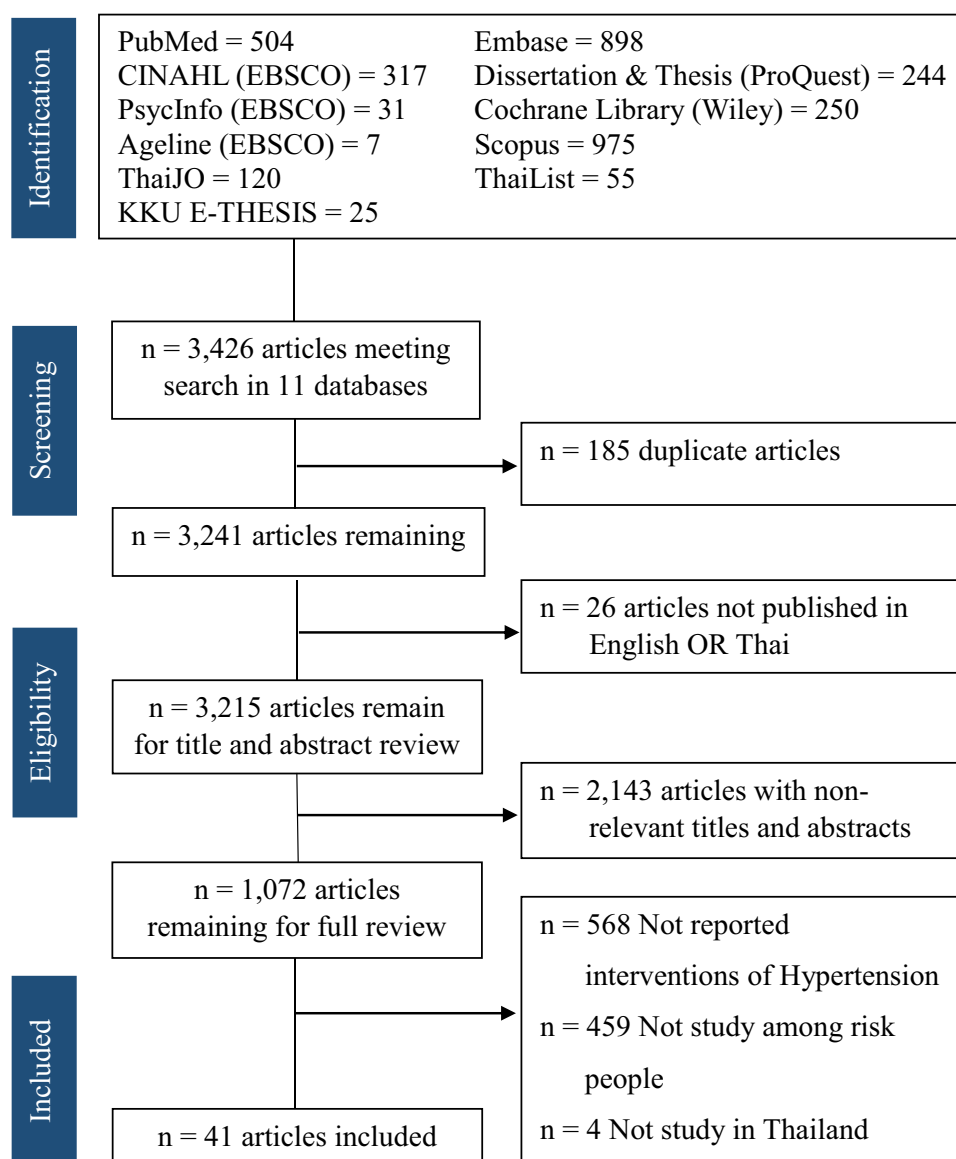 Identification
PubMed = 504
CINAHL (EBSCO) = 317
PsycInfo (EBSCO) = 31
Ageline (EBSCO) = 7
ThaiJO = 120
KKU E-THESIS = 25
Embase = 898
Dissertation & Thesis (ProQuest) = 244
Cochrane Library (Wiley) = 250
Scopus = 975
ThaiList = 55
Screening
n = 3,426 articles meeting
search in 11 databases
n = 185 duplicate articles
n = 3,241 articles remaining
n = 26 articles not published in
English OR Thai
Eligibility
n = 3,215 articles remain
for title and abstract review
n = 2,143 articles with non-
relevant titles and abstracts
n = 1,072 articles
remaining for full review
n = 568 Not reported
interventions of Hypertension
n = 459 Not study among risk
people
n = 4 Not study in Thailand
Included
n = 41 articles included